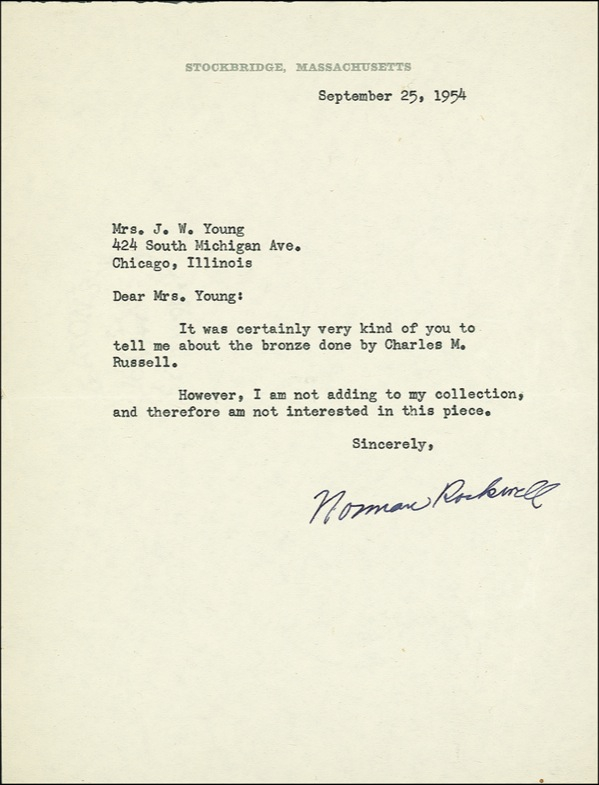 STOCKBRIDGE, MASSACHUSETTS
September 25, 1954
Mrs. J. W. Young
424 South Michigan Ave.
Chicago, Illinois
Dear Mrs. Young:
It was certainly very kind of you to
tell me about the bronze done by Charles M.
Russell.
However, I am not adding to my collection,
and therefore am not interested in this piece.
Sincerely,
Norman Rockwell